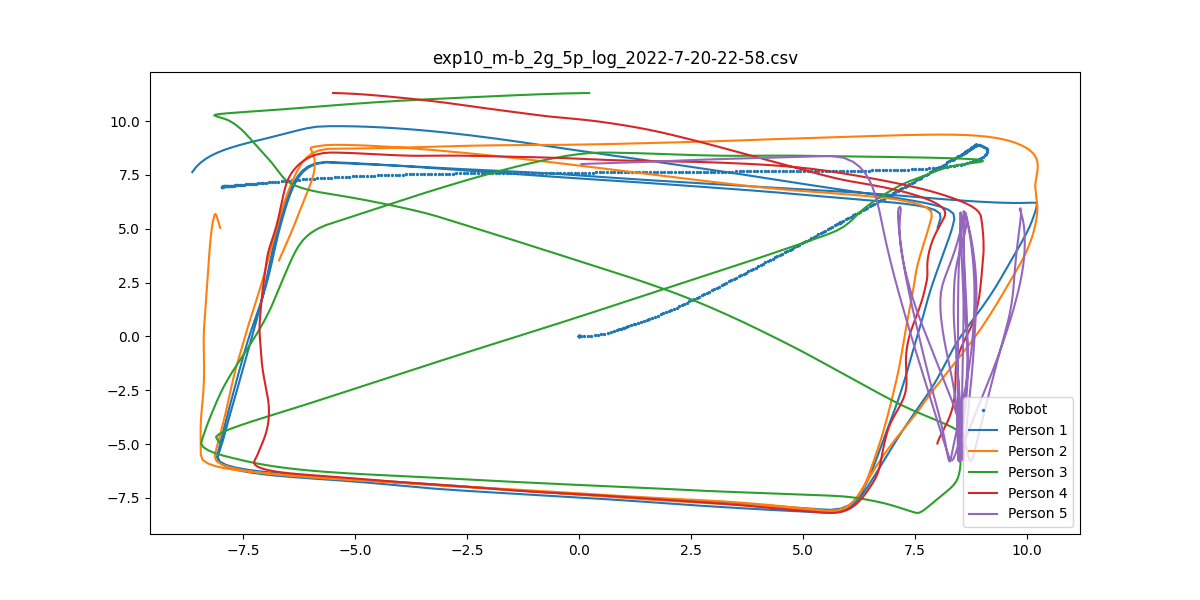 exp10_m-b_2g_5p_log_2022-7-20-22-58.csv
10.0
7.5
5.0
2.5
0.0
−2.5
−5.0
−7.5
−7.5 −5.0 −2.5 0.0 2.5 5.0 7.5 10.0
Robot
Person 1
Person 2
Person 3
Person 4
Person 5